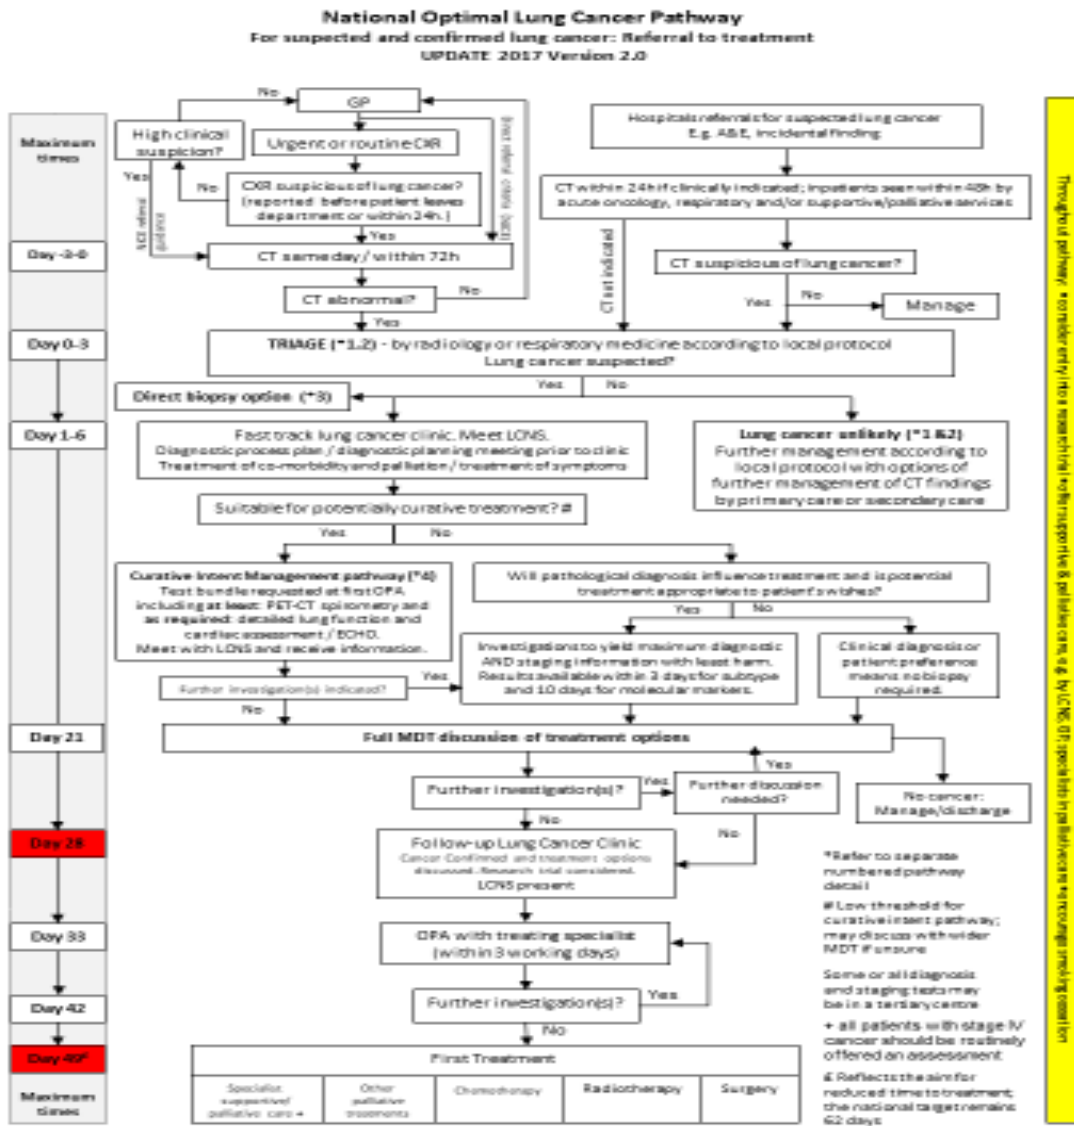 National Optimal Lung Cancer Pathway
For suspected and confirmed lung cancer: Referral to treatment
UPDATE 2017 Version 2.0
Maximum
times
No
GP
High clinical
suspicion?
Urgent or routine CXR
Yes
No
CXR suspicious of lung cancer?
(reported before patient leaves
department or within 24h.)
Yes
Hospitals referrals for suspected lung cancer
E.g. A&E, incidental finding
CT within 24h if clinically indicated; inpatients seen within 48h by
acute oncology, respiratory and/or supportive/palliative services
Day -3-0
CT same day / within 72h
CT not indicated
CT suspicious of lung cancer?
CT abnormal?
No
Yes
Yes
No
Manage
Day 0-3
TRIAGE (*1,2) - by radiology or respiratory medicine according to local protocol
Lung cancer suspected?
Yes
No
Direct biopsy option (*3)
Day 1-6
Fast track lung cancer clinic. Meet LCNS.
Diagnostic process plan / diagnostic planning meeting prior to clinic
Treatment of co-morbidity and palliation / treatment of symptoms
Lung cancer unlikely (*1 &2)
Further management according to
local protocol with options of
further management of CT findings
by primary care or secondary care
Suitable for potentially curative treatment? #
Yes
No
Curative Intent Management pathway (*4)
Test bundle requested at first OPA
including at least: PET-CT spirometry and
as required: detailed lung function and
cardiac assessment / ECHO.
Meet with LCNS and receive information.
Will pathological diagnosis influence treatment and is potential
treatment appropriate to patient's wishes?
Yes
No
Investigations to yield maximum diagnostic
AND staging information with least harm.
Results available within 3 days for subtype
and 10 days for molecular markers.
Clinical diagnosis or
patient preference
means no biopsy
required.
Further investigation(s) indicated?
Yes
No
Day 21
Full MDT discussion of treatment options
Further investigation(s)?
Yes
Further discussion
needed?
Yes
No
No
No cancer:
Manage/discharge
Day 28
Follow-up Lung Cancer Clinic
Cancer Confirmed and treatment options
discussed. Research trial considered.
LCNS present
Day 33
OPA with treating specialist
(within 3 working days)
Day 42
Further investigation(s)?
Yes
No
Day 49£
First Treatment
Specialist
supportive/
palliative care +
Other
palliative
treatments
Chemotherapy
Radiotherapy
Surgery
Maximum
times
*Refer to separate
numbered pathway
detail
# Low threshold for
curative intent pathway;
may discuss with wider
MDT if unsure
Some or all diagnosis
and staging tests may
be in a tertiary centre
+ all patients with stage IV
cancer should be routinely
offered an assessment
£ Reflects the aim for
reduced time to treatment;
the national target remains
62 days